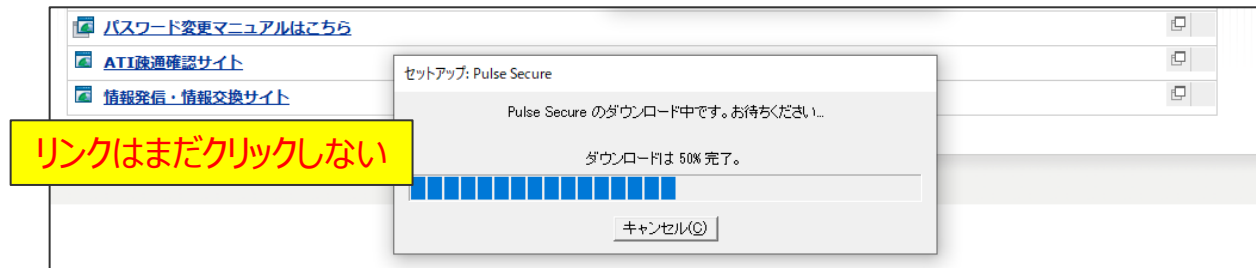 パスワード変更マニュアルはこちら
ATI疎通確認サイト
情報発信・情報交換サイト
リンクはまだクリックしない
セットアップ: Pulse Secure
Pulse Secure のダウンロード中です。お待ちください...
ダウンロードは 50% 完了。
キャンセル(C)